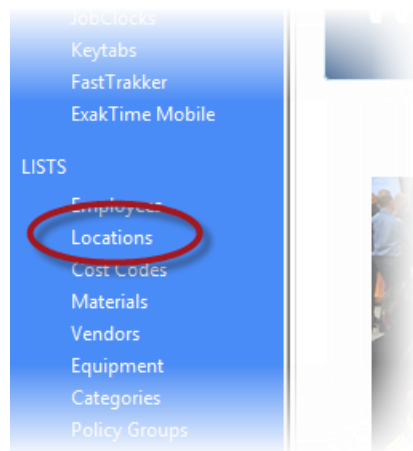 JobClocks
Keytabs
FastTrakker
ExakTime Mobile
LISTS
Employees
Locations
Cost Codes
Materials
Vendors
Equipment
Categories
Policy Groups